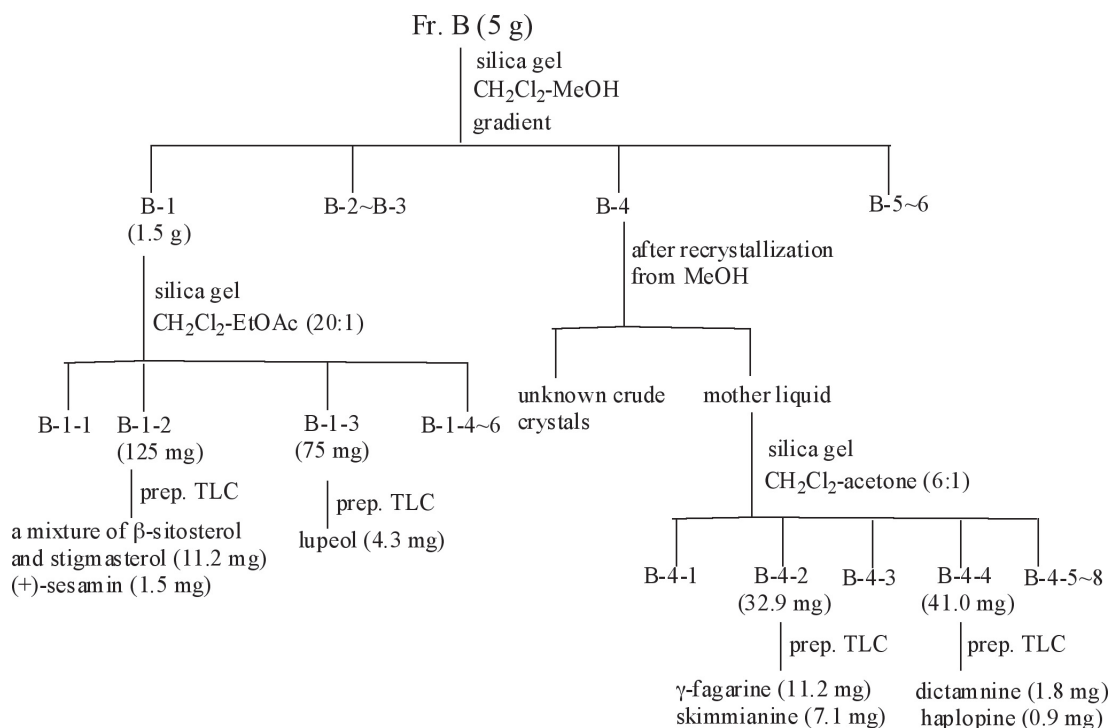 Fr. B (5 g)
silica gel
CH₂Cl₂-MeOH
gradient
B-1
(1.5 g)
B-2~B-3
B-4
B-5~6
after recrystallization
from MeOH
silica gel
CH₂Cl₂-EtOAc (20:1)
unknown crude
crystals
mother liquid
B-1-1
B-1-2
(125 mg)
B-1-3
(75 mg)
B-1-4~6
silica gel
CH₂Cl₂-acetone (6:1)
prep. TLC
prep. TLC
a mixture of β-sitosterol
and stigmasterol (11.2 mg)
(+)-sesamin (1.5 mg)
lupeol (4.3 mg)
B-4-1
B-4-2
(32.9 mg)
B-4-3
B-4-4
(41.0 mg)
B-4-5~8
prep. TLC
prep. TLC
γ-fagarine (11.2 mg)
skimmianine (7.1 mg)
dictamnine (1.8 mg)
haplopine (0.9 mg)